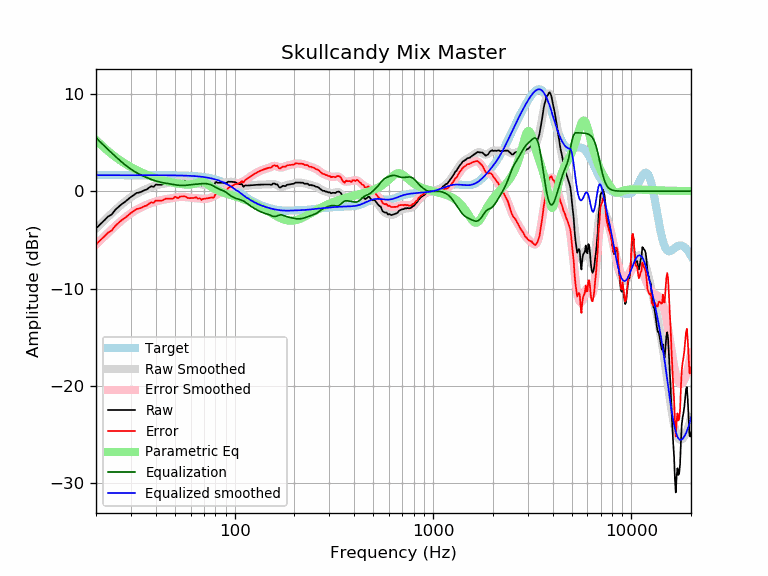 Skullcandy Mix Master
Amplitude (dBr)
10
0
−10
−20
−30
Target
Raw Smoothed
Error Smoothed
Raw
Error
Parametric Eq
Equalization
Equalized smoothed
100
1000
10000
Frequency (Hz)